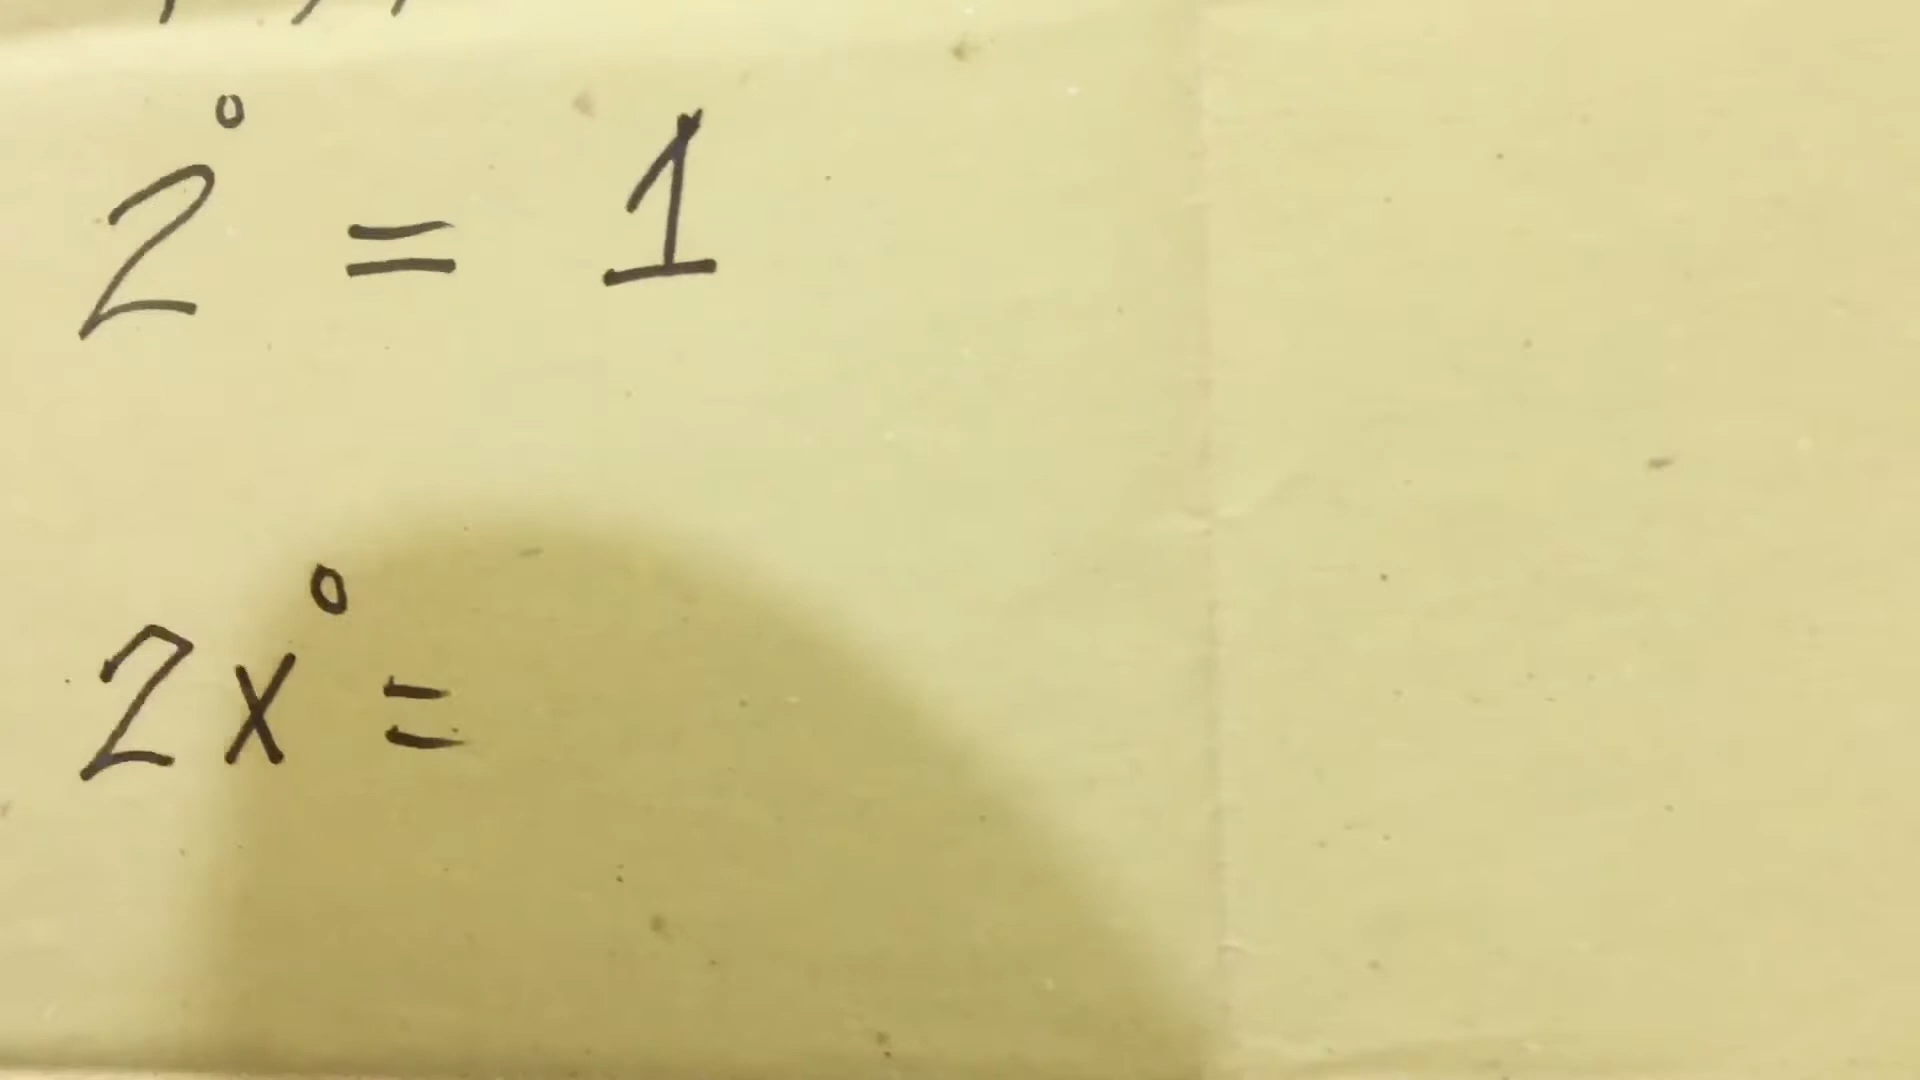 2⁰ = 1
2x⁰ =